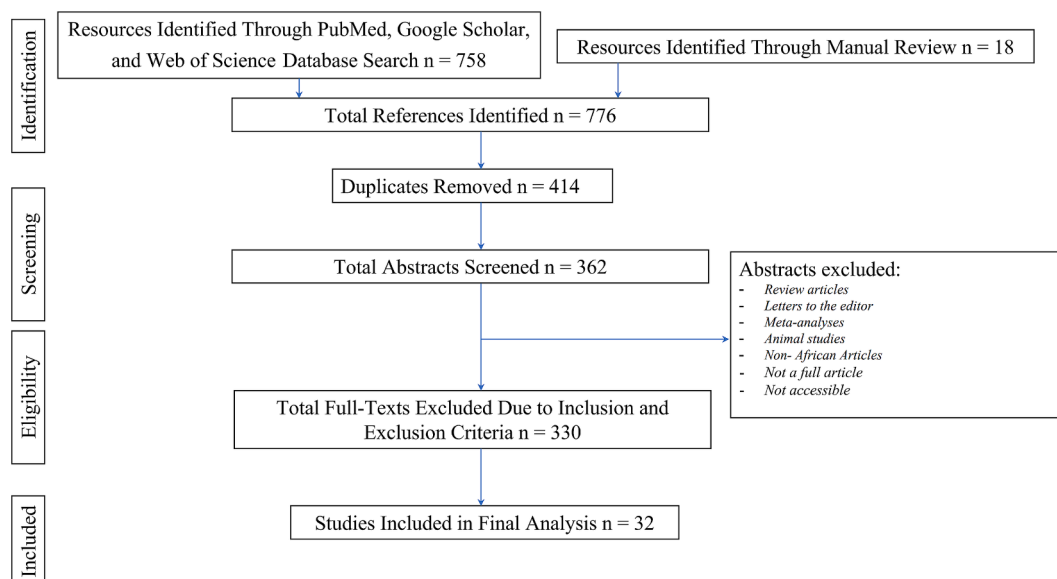 Identification
Resources Identified Through PubMed, Google Scholar,
and Web of Science Database Search n = 758
Resources Identified Through Manual Review n = 18
Total References Identified n = 776
Duplicates Removed n = 414
Screening
Total Abstracts Screened n = 362
Abstracts excluded:
- Review articles
- Letters to the editor
- Meta-analyses
- Animal studies
- Non- African Articles
- Not a full article
- Not accessible
Eligibility
Total Full-Texts Excluded Due to Inclusion and
Exclusion Criteria n = 330
Included
Studies Included in Final Analysis n = 32